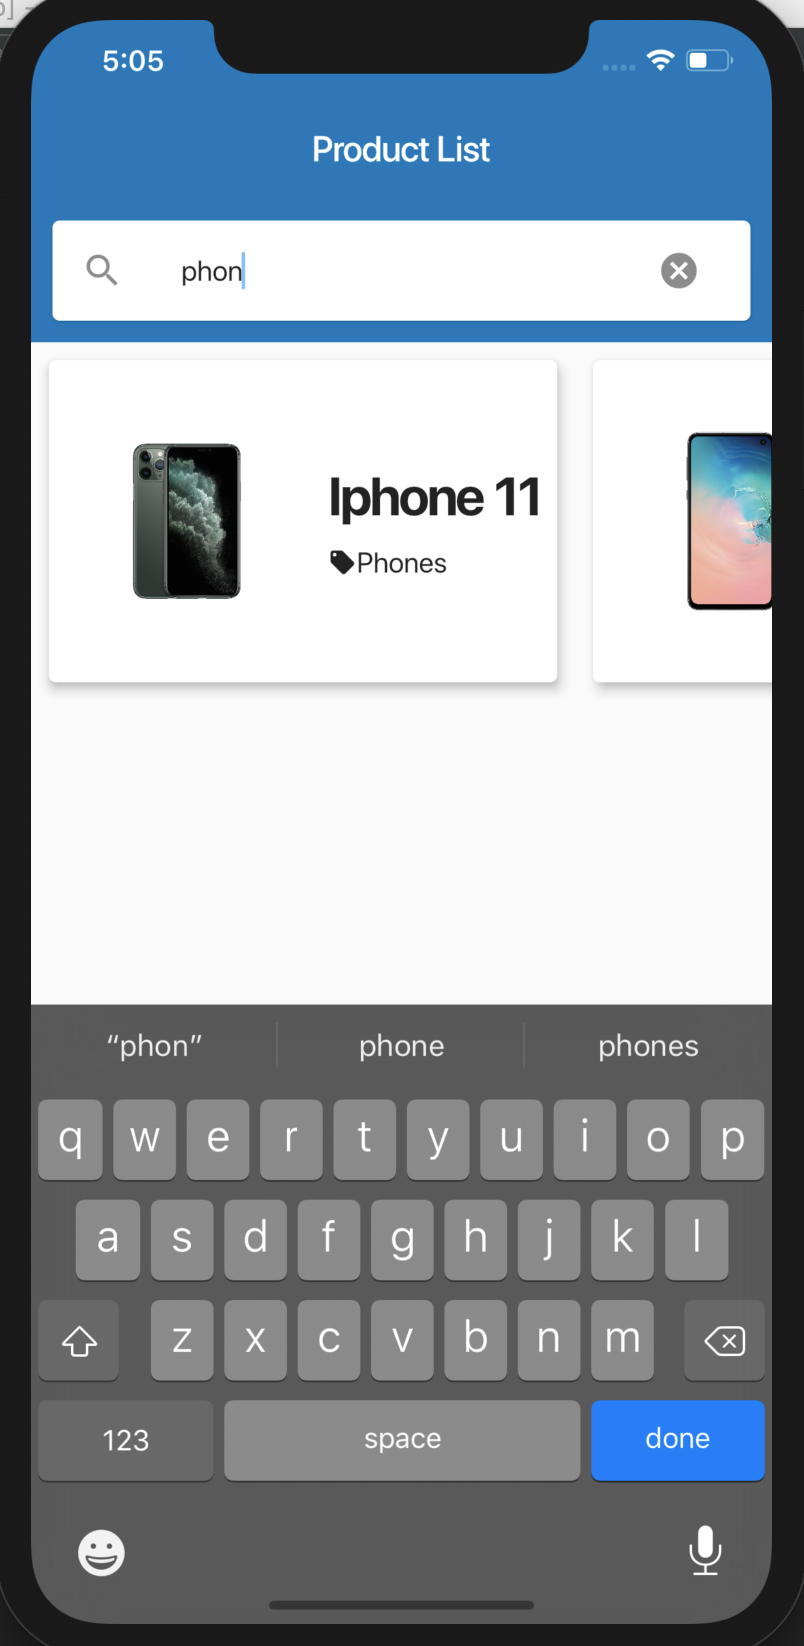 5:05
Product List
phon
Iphone 11
Phones
“phon” phone phones
q w e r t y u i o p
a s d f g h j k l
z x c v b n m
123 space done